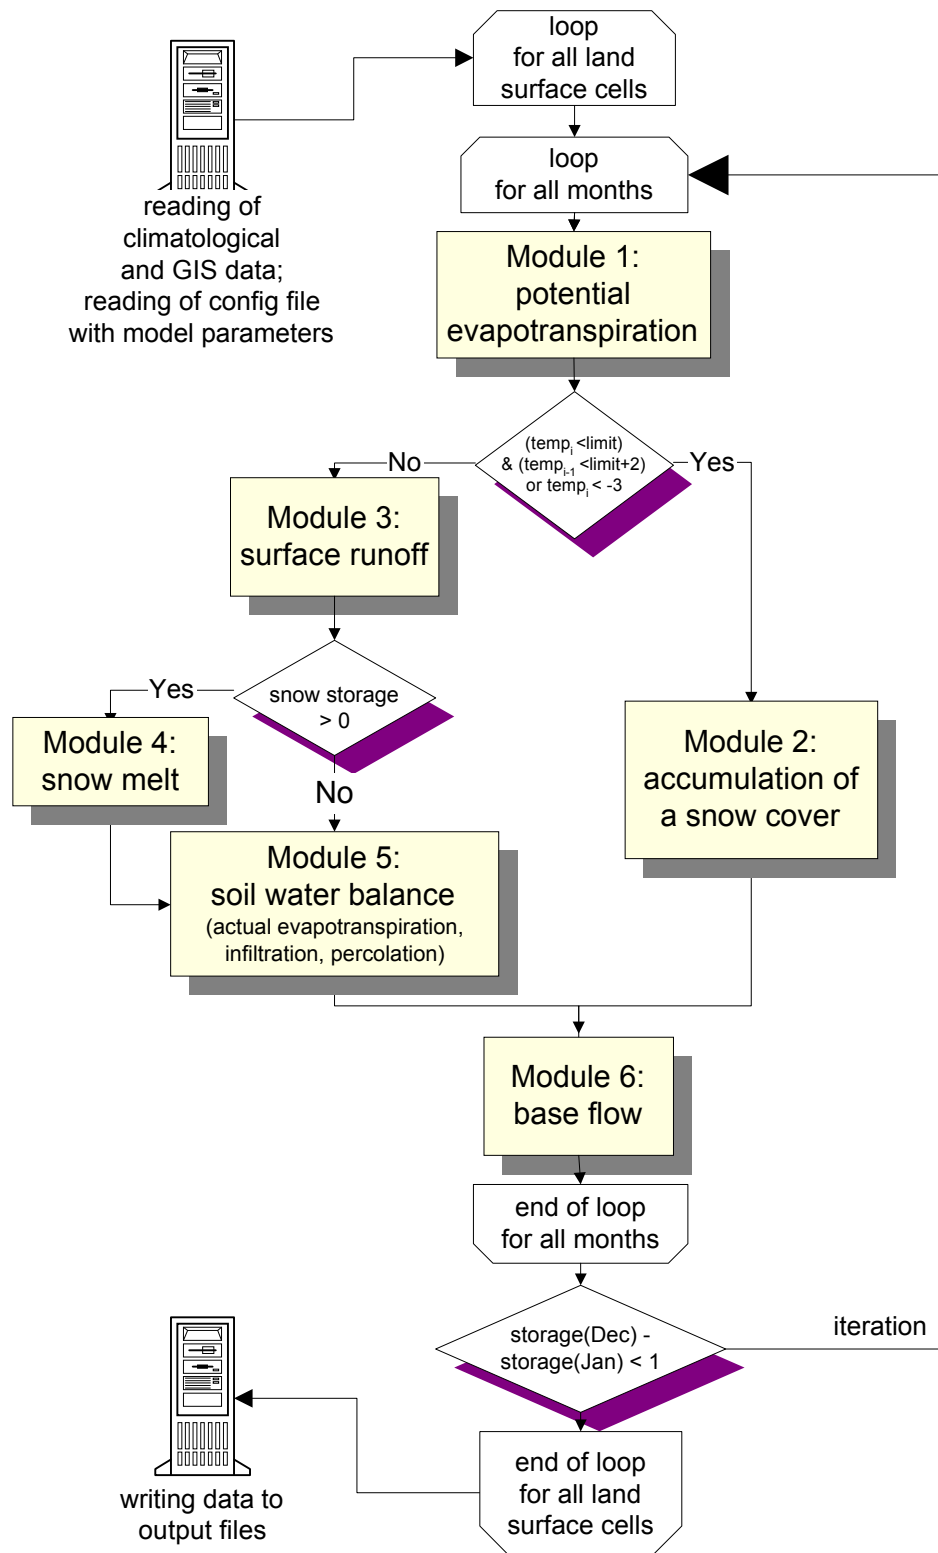 loop
for all land
surface cells
loop
for all months
reading of
climatological
and GIS data;
reading of config file
with model parameters
Module 1:
potential
evapotranspiration
(tempi <limit)
& (tempi-1 <limit+2)
or tempi < -3
No
Yes
Module 3:
surface runoff
snow storage
> 0
Yes
No
Module 4:
snow melt
Module 2:
accumulation of
a snow cover
Module 5:
soil water balance
(actual evapotranspiration,
infiltration, percolation)
Module 6:
base flow
end of loop
for all months
storage(Dec) -
storage(Jan) < 1
iteration
end of loop
for all land
surface cells
writing data to
output files